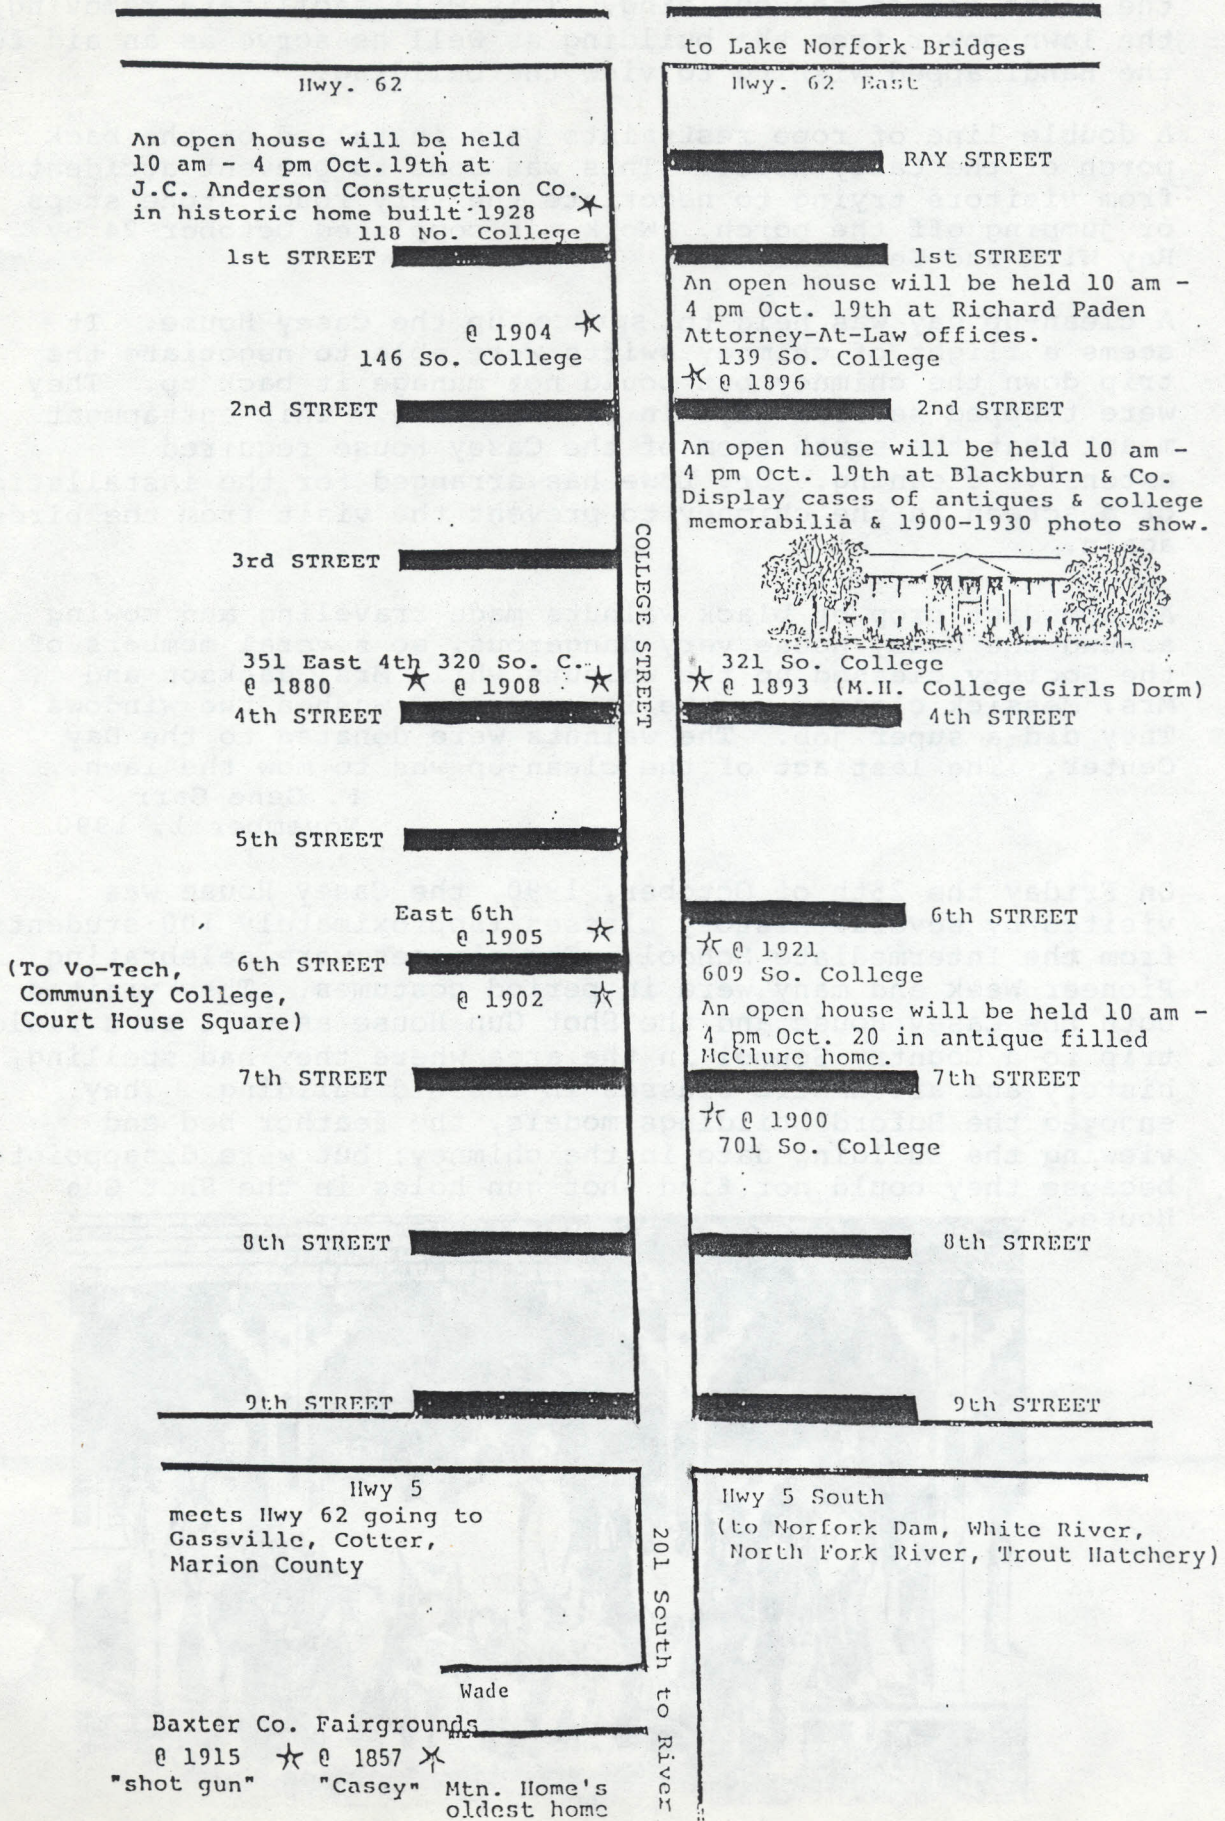 to Lake Norfork Bridges
Hwy. 62
Hwy. 62 East
An open house will be held
10 am - 4 pm Oct.19th at
J.C. Anderson Construction Co.
in historic home built 1928
118 No. College
RAY STREET
1st STREET
1st STREET
An open house will be held 10 am -
4 pm Oct. 19th at Richard Paden
Attorney-At-Law offices.
139 So. College
@ 1896
@ 1904
146 So. College
2nd STREET
2nd STREET
An open house will be held 10 am -
4 pm Oct. 19th at Blackburn & Co.
Display cases of antiques & college
memorabilia & 1900-1930 photo show.
3rd STREET
COLLEGE STREET
351 East 4th
@ 1880
320 So. C.
@ 1908
321 So. College
@ 1893 (M.H. College Girls Dorm)
4th STREET
4th STREET
5th STREET
East 6th
@ 1905
6th STREET
(To Vo-Tech,
Community College,
Court House Square)
6th STREET
@ 1902
@ 1921
609 So. College
An open house will be held 10 am -
4 pm Oct. 20 in antique filled
McClure home.
7th STREET
7th STREET
@ 1900
701 So. College
8th STREET
8th STREET
9th STREET
9th STREET
Hwy 5
meets Hwy 62 going to
Gassville, Cotter,
Marion County
Hwy 5 South
(to Norfork Dam, White River,
North Fork River, Trout Hatchery)
201 South to River
Wade
Baxter Co. Fairgrounds
@ 1915
"shot gun"
@ 1857
"Casey"
Mtn. Home's
oldest home